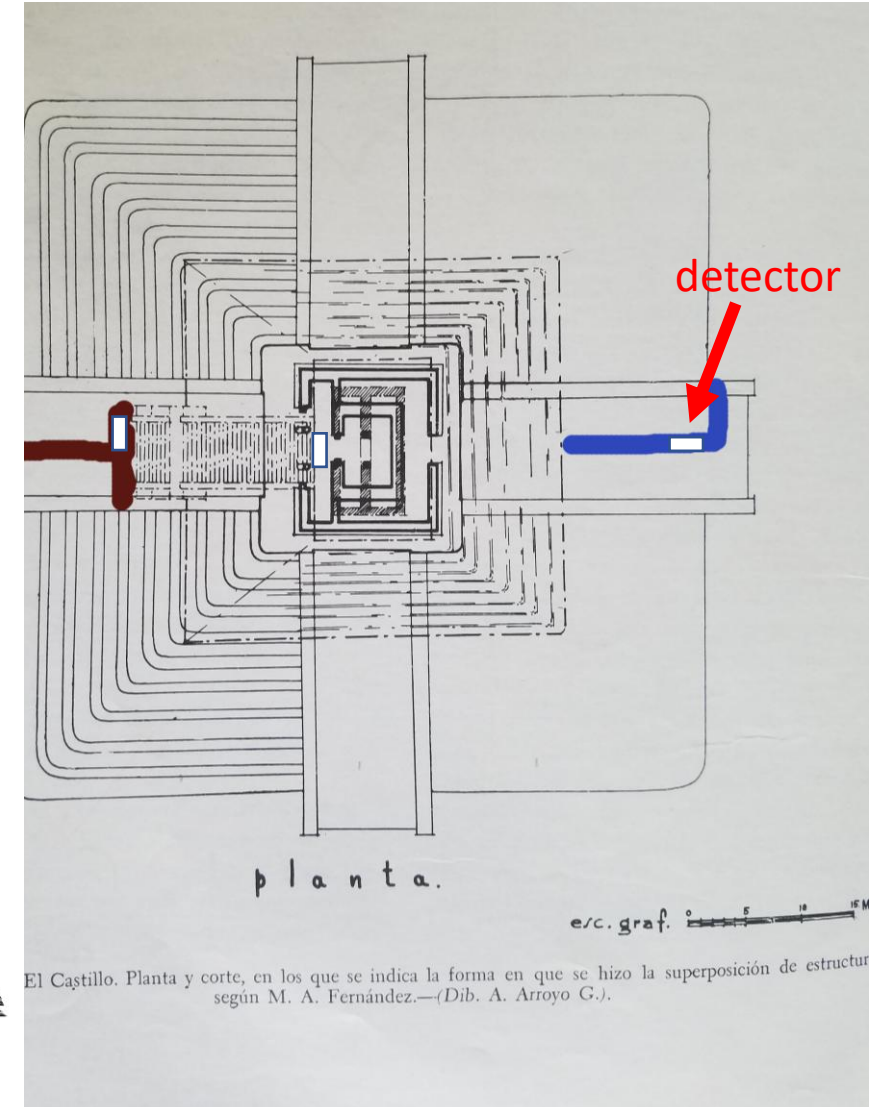 detector
planta.
esc. graf. 0 5 10 15 M
El Castillo. Planta y corte, en los que se indica la forma en que se hizo la superposición de estructur
según M. A. Fernández.—(Dib. A. Arroyo G.).